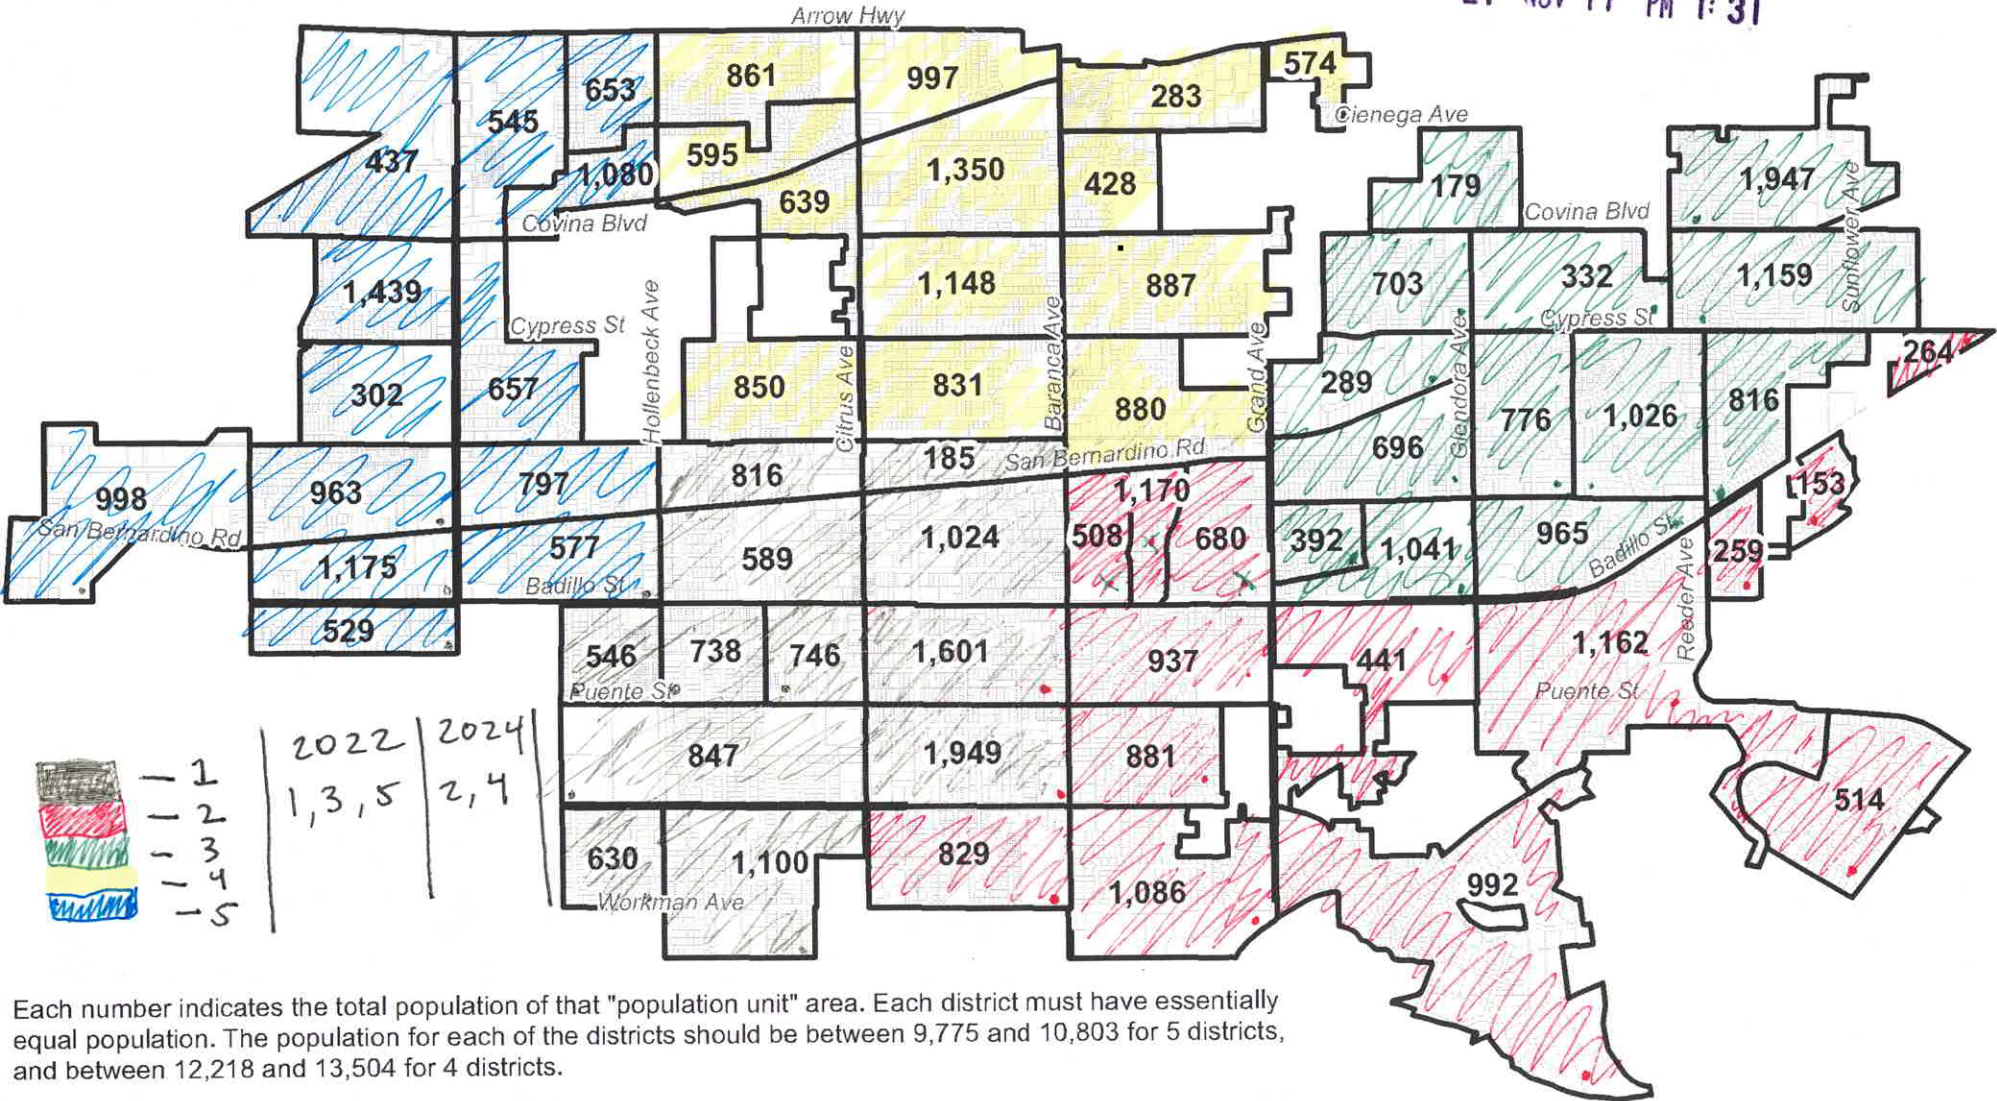 Arrow Hwy
NOV PM 1:31
574
861
997
653
283
545
Cienega Ave
595
437
1,080
1,350
428
179
1,947
639
Covina Blvd
Covina Blvd
Sunflower Ave
1,439
1,148
887
703
332
1,159
Hollenbeck Ave
Baranca Ave
Cypress St
Cypress St
264
302
657
850
Citrus Ave
831
880
Grand Ave
289
Glendora Ave
776
1,026
816
696
998
963
797
816
185
San Bernardino Rd
1,170
153
San Bernardino Rd
1,175
577
589
1,024
508
680
392
1,041
965
Badillo St
259
Badillo St
Reeder Ave
529
546
738
746
1,601
937
441
1,162
Puente St
Puente St
847
1,949
881
514
630
1,100
829
1,086
992
Workman Ave
2022 2024
1, 3, 5 2, 4
- 1
- 2
- 3
- 4
- 5
Each number indicates the total population of that "population unit" area. Each district must have essentially
equal population. The population for each of the districts should be between 9,775 and 10,803 for 5 districts,
and between 12,218 and 13,504 for 4 districts.